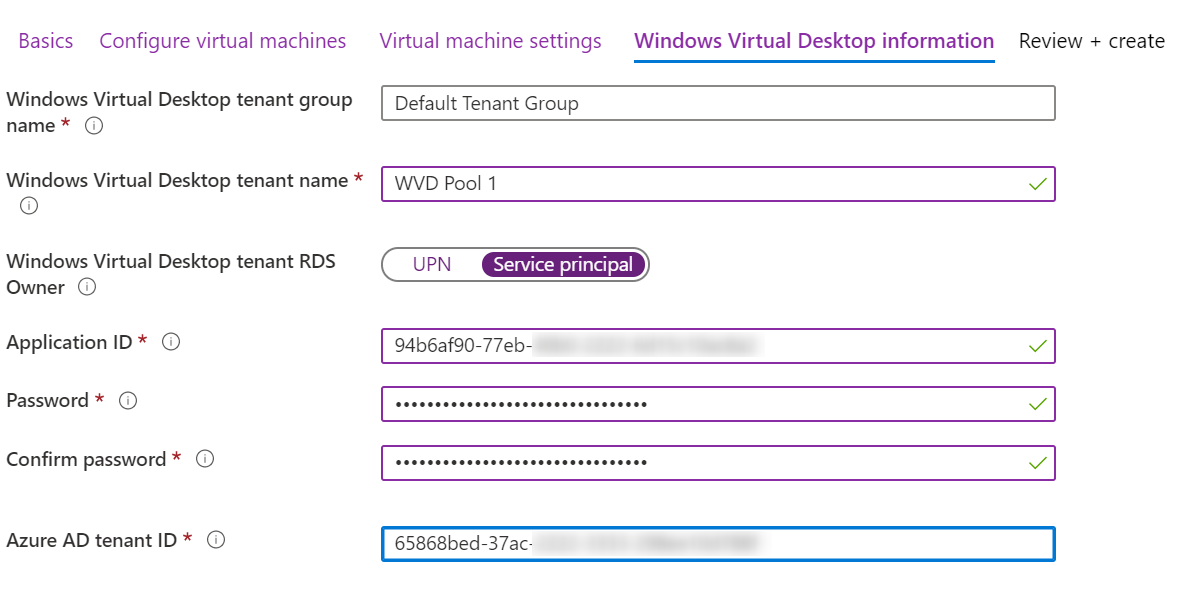 Basics Configure virtual machines Virtual machine settings Windows Virtual Desktop information Review + create
Windows Virtual Desktop tenant group
name *
Default Tenant Group
Windows Virtual Desktop tenant name *
WVD Pool 1
Windows Virtual Desktop tenant RDS
Owner
UPN Service principal
Application ID *
94b6af90-77eb-
Password *
••••••••••••••••••••••••••••••••
Confirm password *
••••••••••••••••••••••••••••••••
Azure AD tenant ID *
65868bed-37ac-